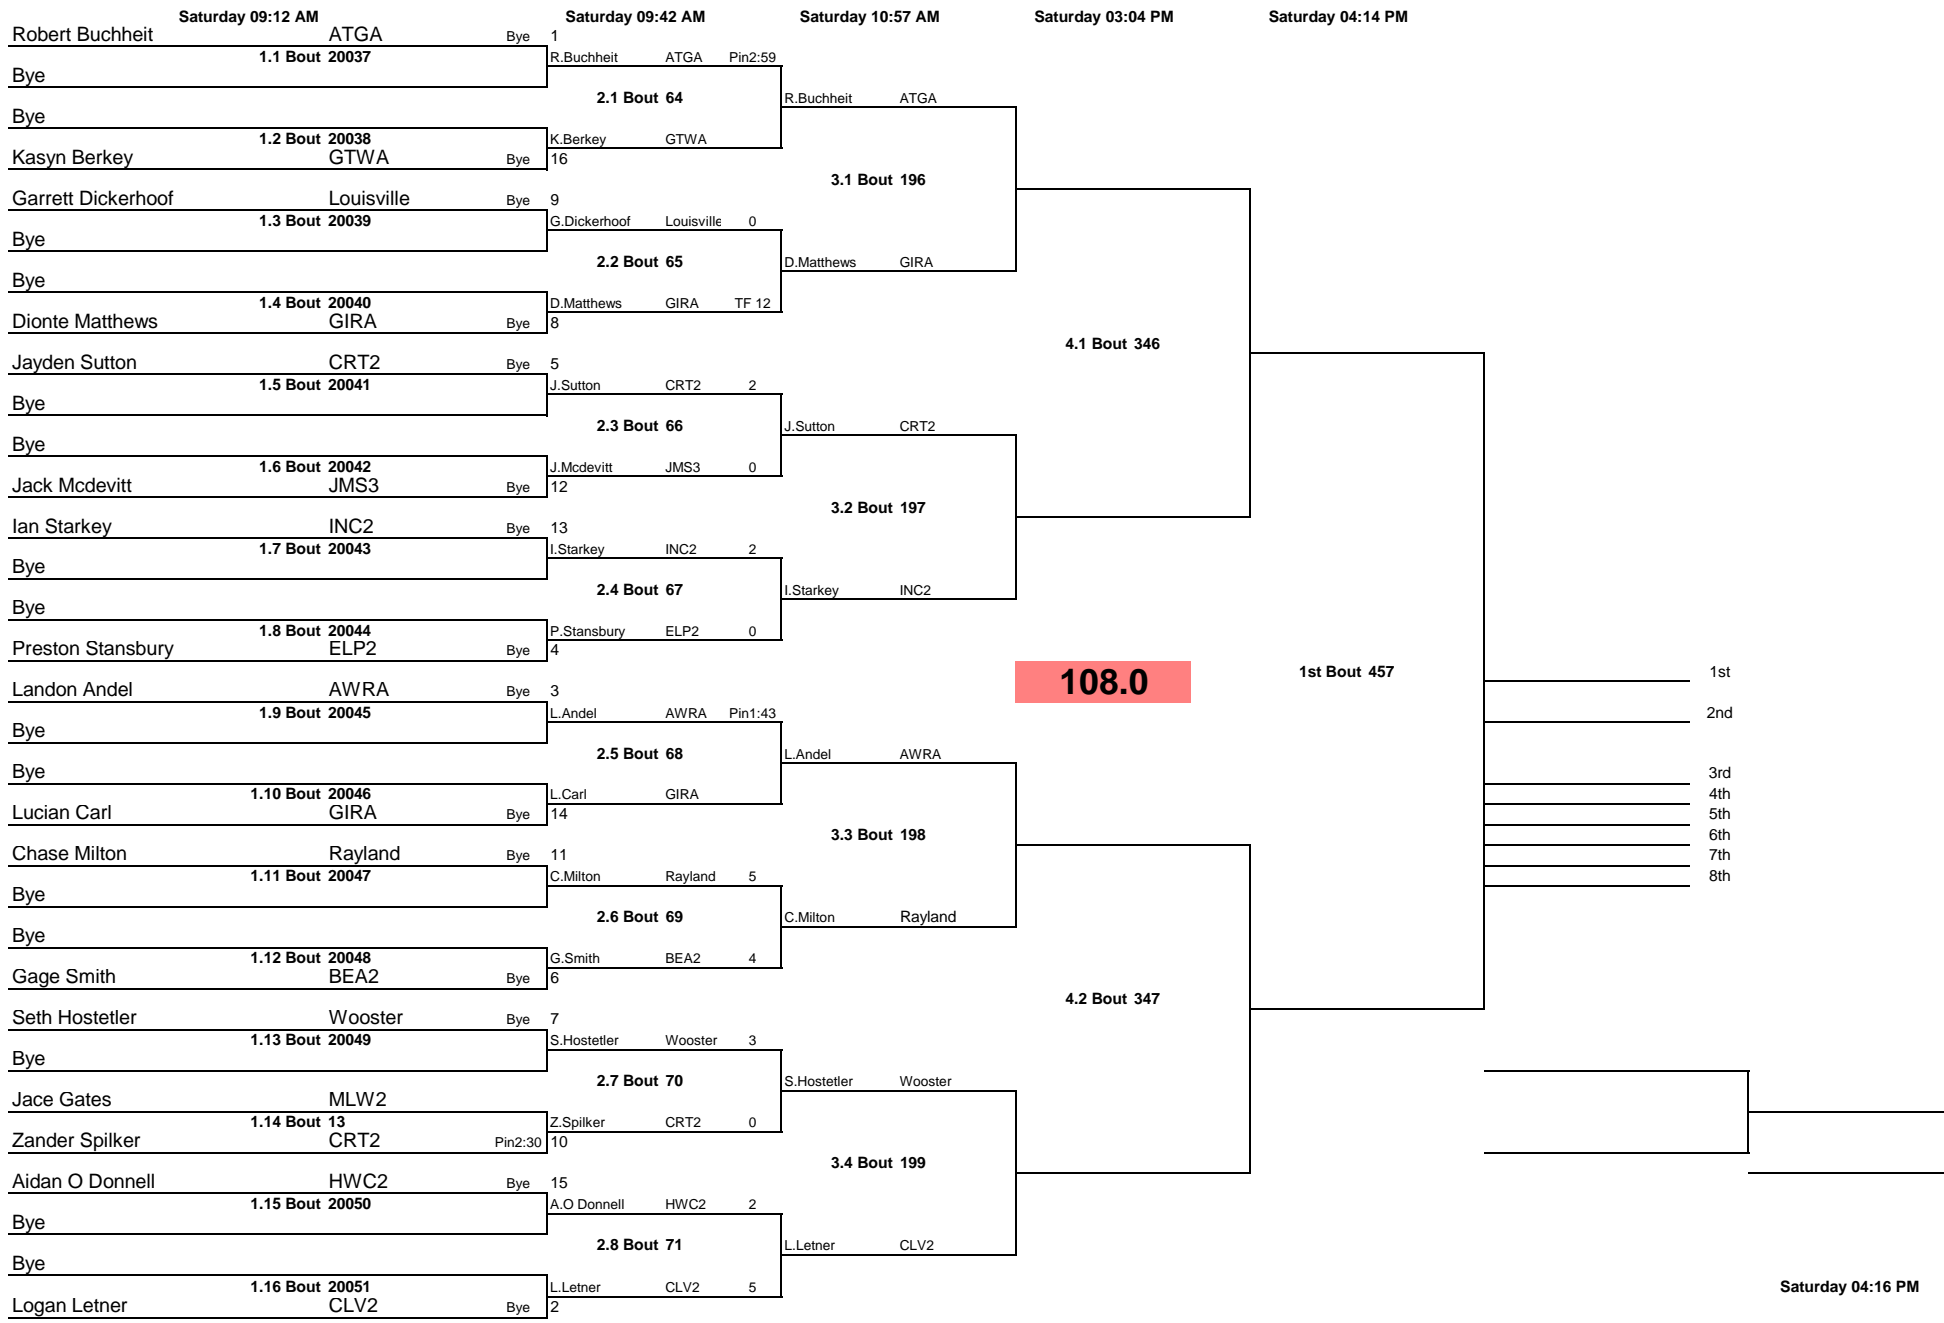 Saturday 09:12 AM Saturday 09:42 AM Saturday 10:57 AM Saturday 03:04 PM Saturday 04:14 PM
Robert Buchheit ATGA Bye 1
1.1 Bout 20037 R.Buchheit ATGA Pin2:59
Bye
2.1 Bout 64 R.Buchheit ATGA
Bye
1.2 Bout 20038 K.Berkey GTWA
Kasyn Berkey GTWA Bye 16
3.1 Bout 196
Garrett Dickerhoof Louisville Bye 9
1.3 Bout 20039 G.Dickerhoof Louisville 0
Bye
2.2 Bout 65 D.Matthews GIRA
Bye
1.4 Bout 20040 D.Matthews GIRA TF 12
Dionte Matthews GIRA Bye 8
4.1 Bout 346
Jayden Sutton CRT2 Bye 5
1.5 Bout 20041 J.Sutton CRT2 2
Bye
2.3 Bout 66 J.Sutton CRT2
Bye
1.6 Bout 20042 J.Mcdevitt JMS3 0
Jack Mcdevitt JMS3 Bye 12
3.2 Bout 197
Ian Starkey INC2 Bye 13
1.7 Bout 20043 I.Starkey INC2 2
Bye
2.4 Bout 67 I.Starkey INC2
Bye
1.8 Bout 20044 P.Stansbury ELP2 0
Preston Stansbury ELP2 Bye 4
108.0 1st Bout 457 1st
Landon Andel AWRA Bye 3
1.9 Bout 20045 L.Andel AWRA Pin1:43 2nd
Bye
2.5 Bout 68 L.Andel AWRA
Bye 3rd
1.10 Bout 20046 L.Carl GIRA 4th
Lucian Carl GIRA Bye 14 5th
3.3 Bout 198 6th
Chase Milton Rayland Bye 11 7th
1.11 Bout 20047 C.Milton Rayland 5 8th
Bye
2.6 Bout 69 C.Milton Rayland
Bye
1.12 Bout 20048 G.Smith BEA2 4
Gage Smith BEA2 Bye 6
4.2 Bout 347
Seth Hostetler Wooster Bye 7
1.13 Bout 20049 S.Hostetler Wooster 3
Bye
2.7 Bout 70 S.Hostetler Wooster
Jace Gates MLW2
1.14 Bout 13 Z.Spilker CRT2 0
Zander Spilker CRT2 Pin2:30 10
3.4 Bout 199
Aidan O Donnell HWC2 Bye 15
1.15 Bout 20050 A.O Donnell HWC2 2
Bye
2.8 Bout 71 L.Letner CLV2
Bye
1.16 Bout 20051 L.Letner CLV2 5 Saturday 04:16 PM
Logan Letner CLV2 Bye 2